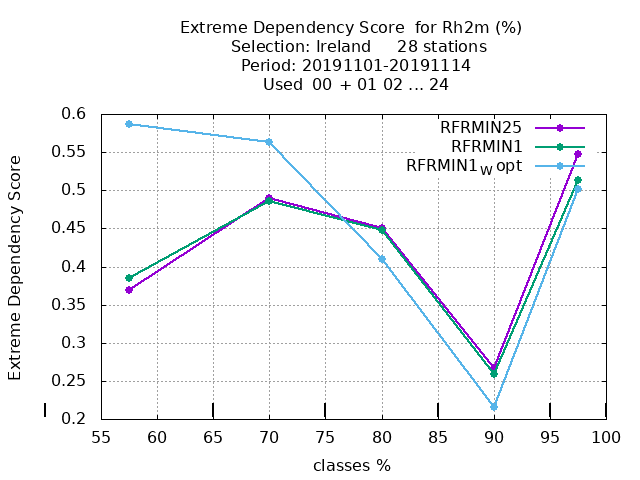 Extreme Dependency Score  for Rh2m (%)
Selection: Ireland     28 stations
Period: 20191101-20191114
Used  00 + 01 02 ... 24
RFRMIN25
RFRMIN1
RFRMIN1W opt
Extreme Dependency Score
0.6
0.55
0.5
0.45
0.4
0.35
0.3
0.25
0.2
55 60 65 70 75 80 85 90 95 100
classes %